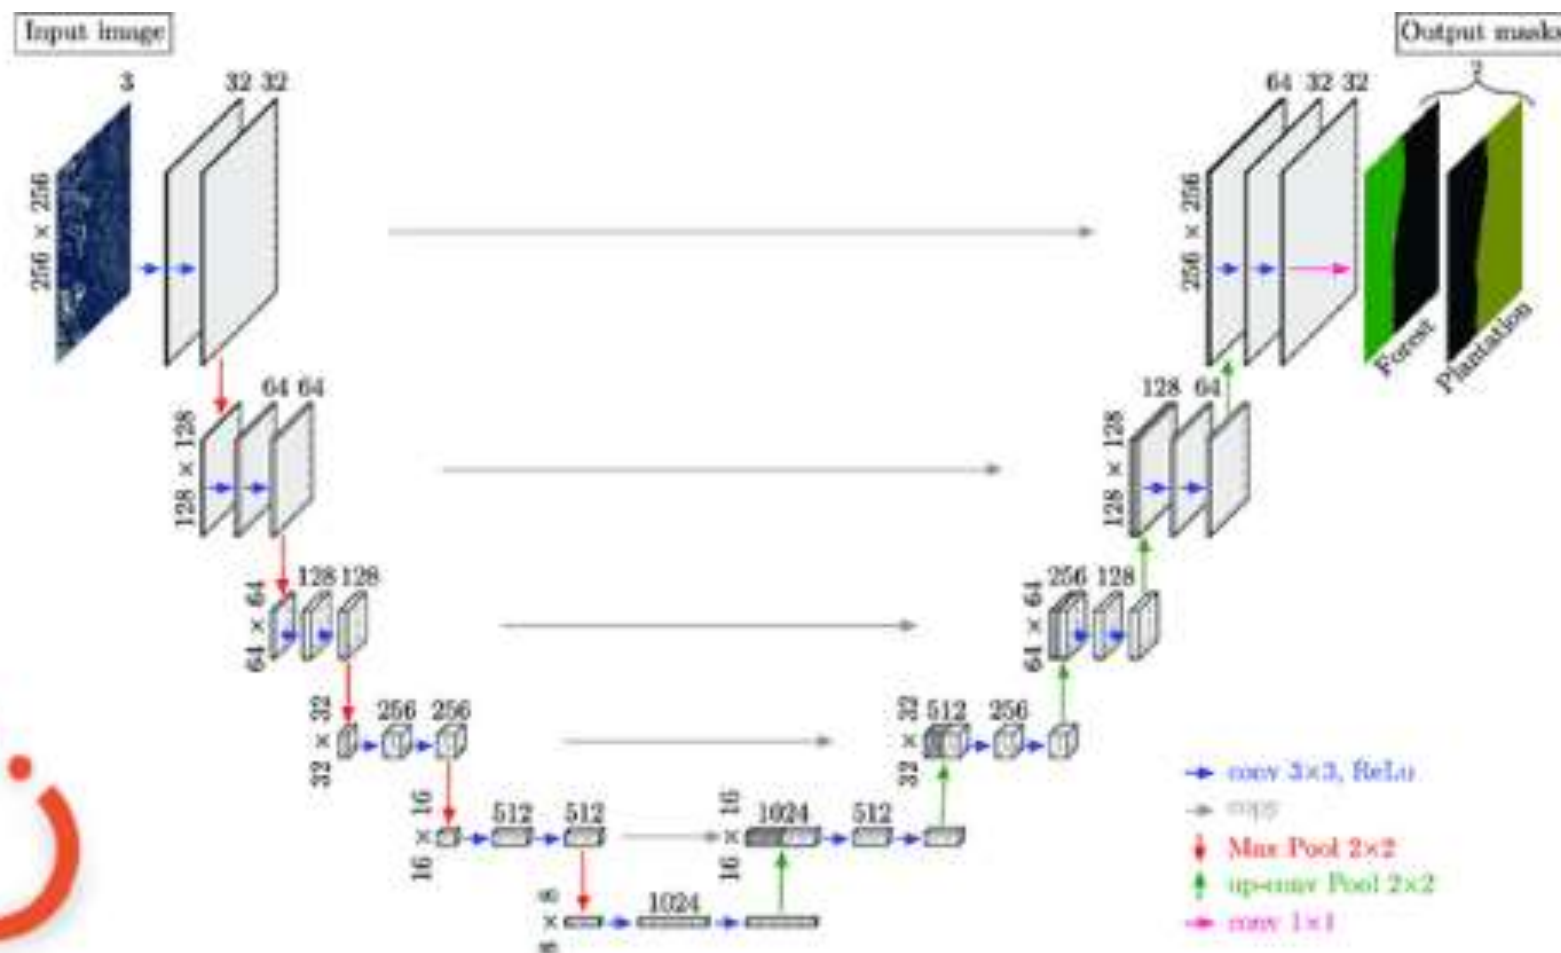 Input image
Output masks
3
32 32
256 × 256
64 32 32
2
256 × 256
Forest
Plantation
64 64
128 × 128
128 64
128 × 128
128 128
64 × 64
256 128
64 × 64
256 256
32 × 32
512 256
32 × 32
512 512
16 × 16
1024 512
16 × 16
1024
8 × 8
conv 3×3, ReLu
copy
Max Pool 2×2
up-conv Pool 2×2
conv 1×1